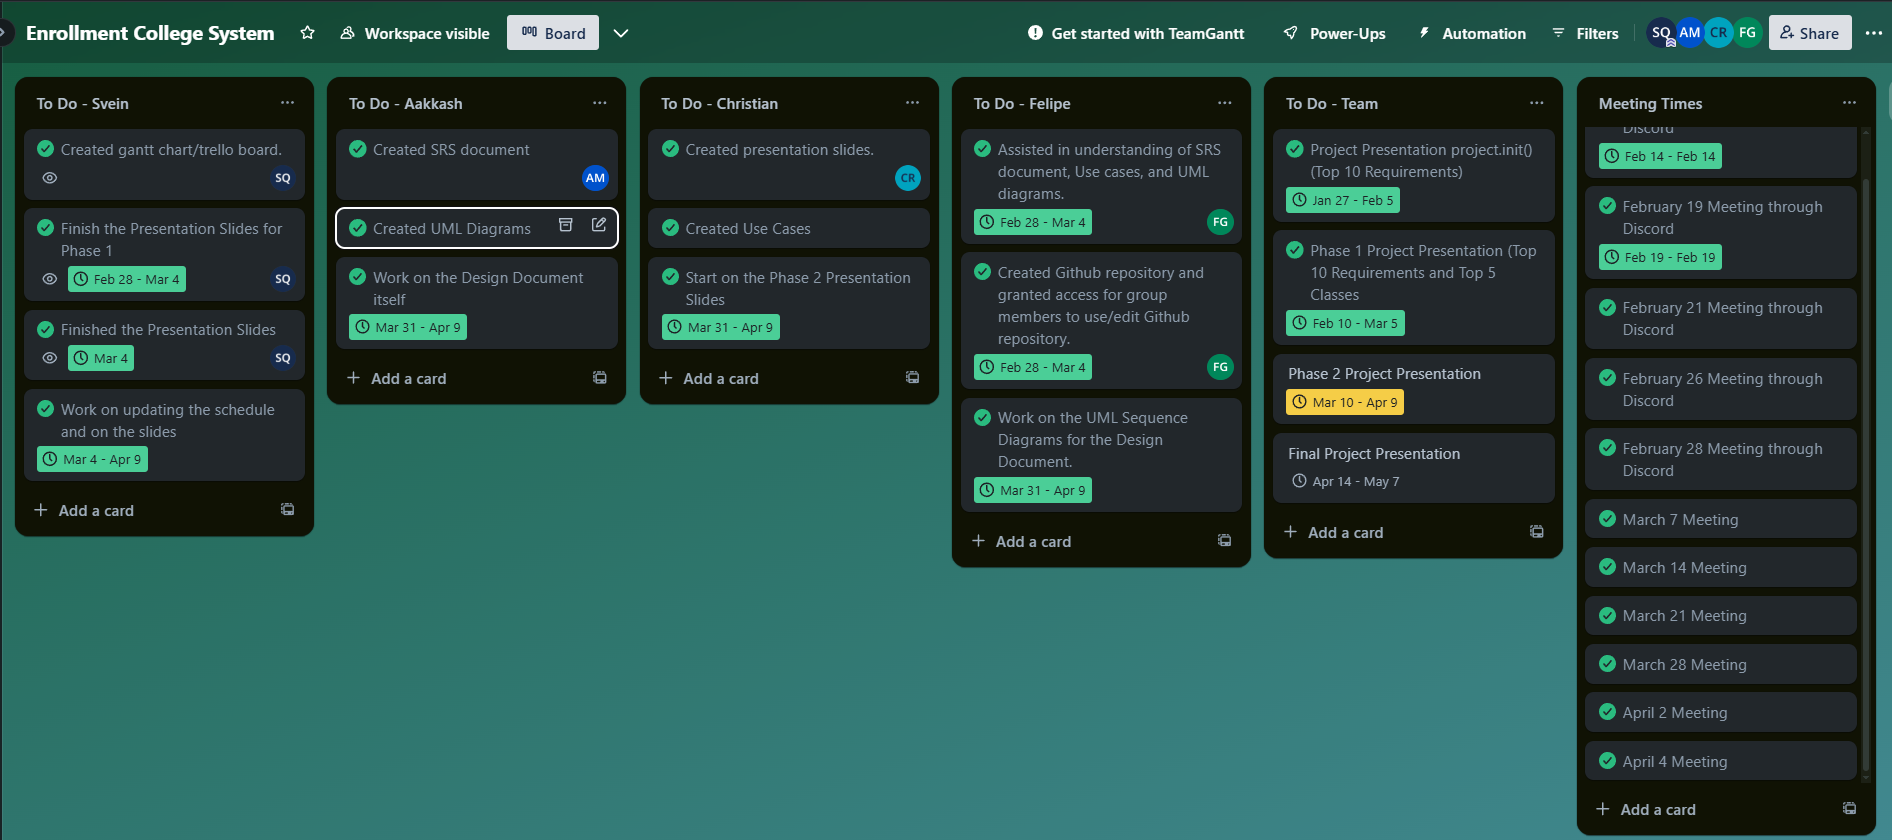 Enrollment College System
Workspace visible
Board
Get started with TeamGantt
Power-Ups
Automation
Filters
SQ
AM
CR
FG
Share
To Do - Svein
Created gantt chart/trello board.
SQ
Finish the Presentation Slides for
Phase 1
Feb 28 - Mar 4
SQ
Finished the Presentation Slides
Mar 4
SQ
Work on updating the schedule
and on the slides
Mar 4 - Apr 9
Add a card
To Do - Aakkash
Created SRS document
AM
Created UML Diagrams
Work on the Design Document
itself
Mar 31 - Apr 9
Add a card
To Do - Christian
Created presentation slides.
CR
Created Use Cases
Start on the Phase 2 Presentation
Slides
Mar 31 - Apr 9
Add a card
To Do - Felipe
Assisted in understanding of SRS
document, Use cases, and UML
diagrams.
Feb 28 - Mar 4
FG
Created Github repository and
granted access for group
members to use/edit Github
repository.
Feb 28 - Mar 4
FG
Work on the UML Sequence
Diagrams for the Design
Document.
Mar 31 - Apr 9
Add a card
To Do - Team
Project Presentation project.init()
(Top 10 Requirements)
Jan 27 - Feb 5
Phase 1 Project Presentation (Top
10 Requirements and Top 5
Classes
Feb 10 - Mar 5
Phase 2 Project Presentation
Mar 10 - Apr 9
Final Project Presentation
Apr 14 - May 7
Add a card
Meeting Times
Discord
Feb 14 - Feb 14
February 19 Meeting through
Discord
Feb 19 - Feb 19
February 21 Meeting through
Discord
February 26 Meeting through
Discord
February 28 Meeting through
Discord
March 7 Meeting
March 14 Meeting
March 21 Meeting
March 28 Meeting
April 2 Meeting
April 4 Meeting
Add a card